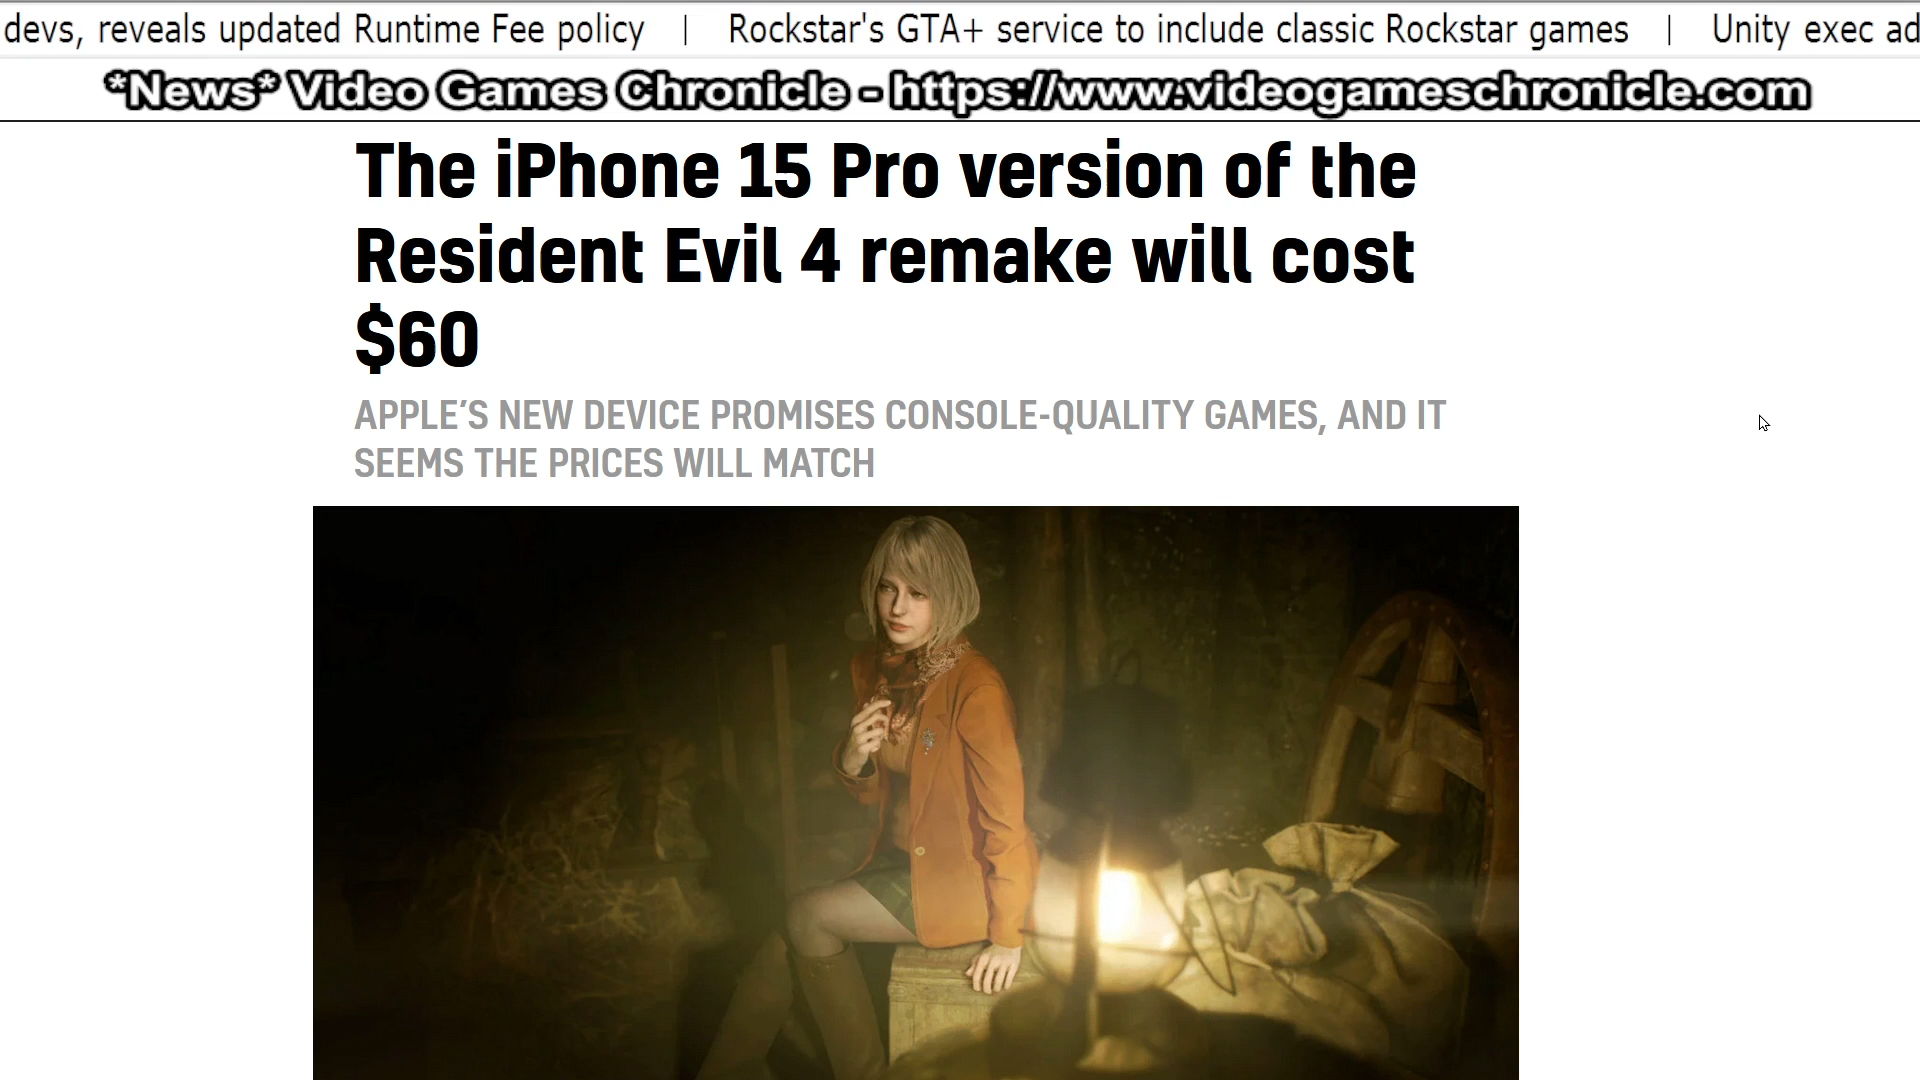 devs, reveals updated Runtime Fee policy | Rockstar's GTA+ service to include classic Rockstar games | Unity exec ad
*News* Video Games Chronicle - https://www.videogameschronicle.com
The iPhone 15 Pro version of the
Resident Evil 4 remake will cost
$60
APPLE’S NEW DEVICE PROMISES CONSOLE-QUALITY GAMES, AND IT
SEEMS THE PRICES WILL MATCH